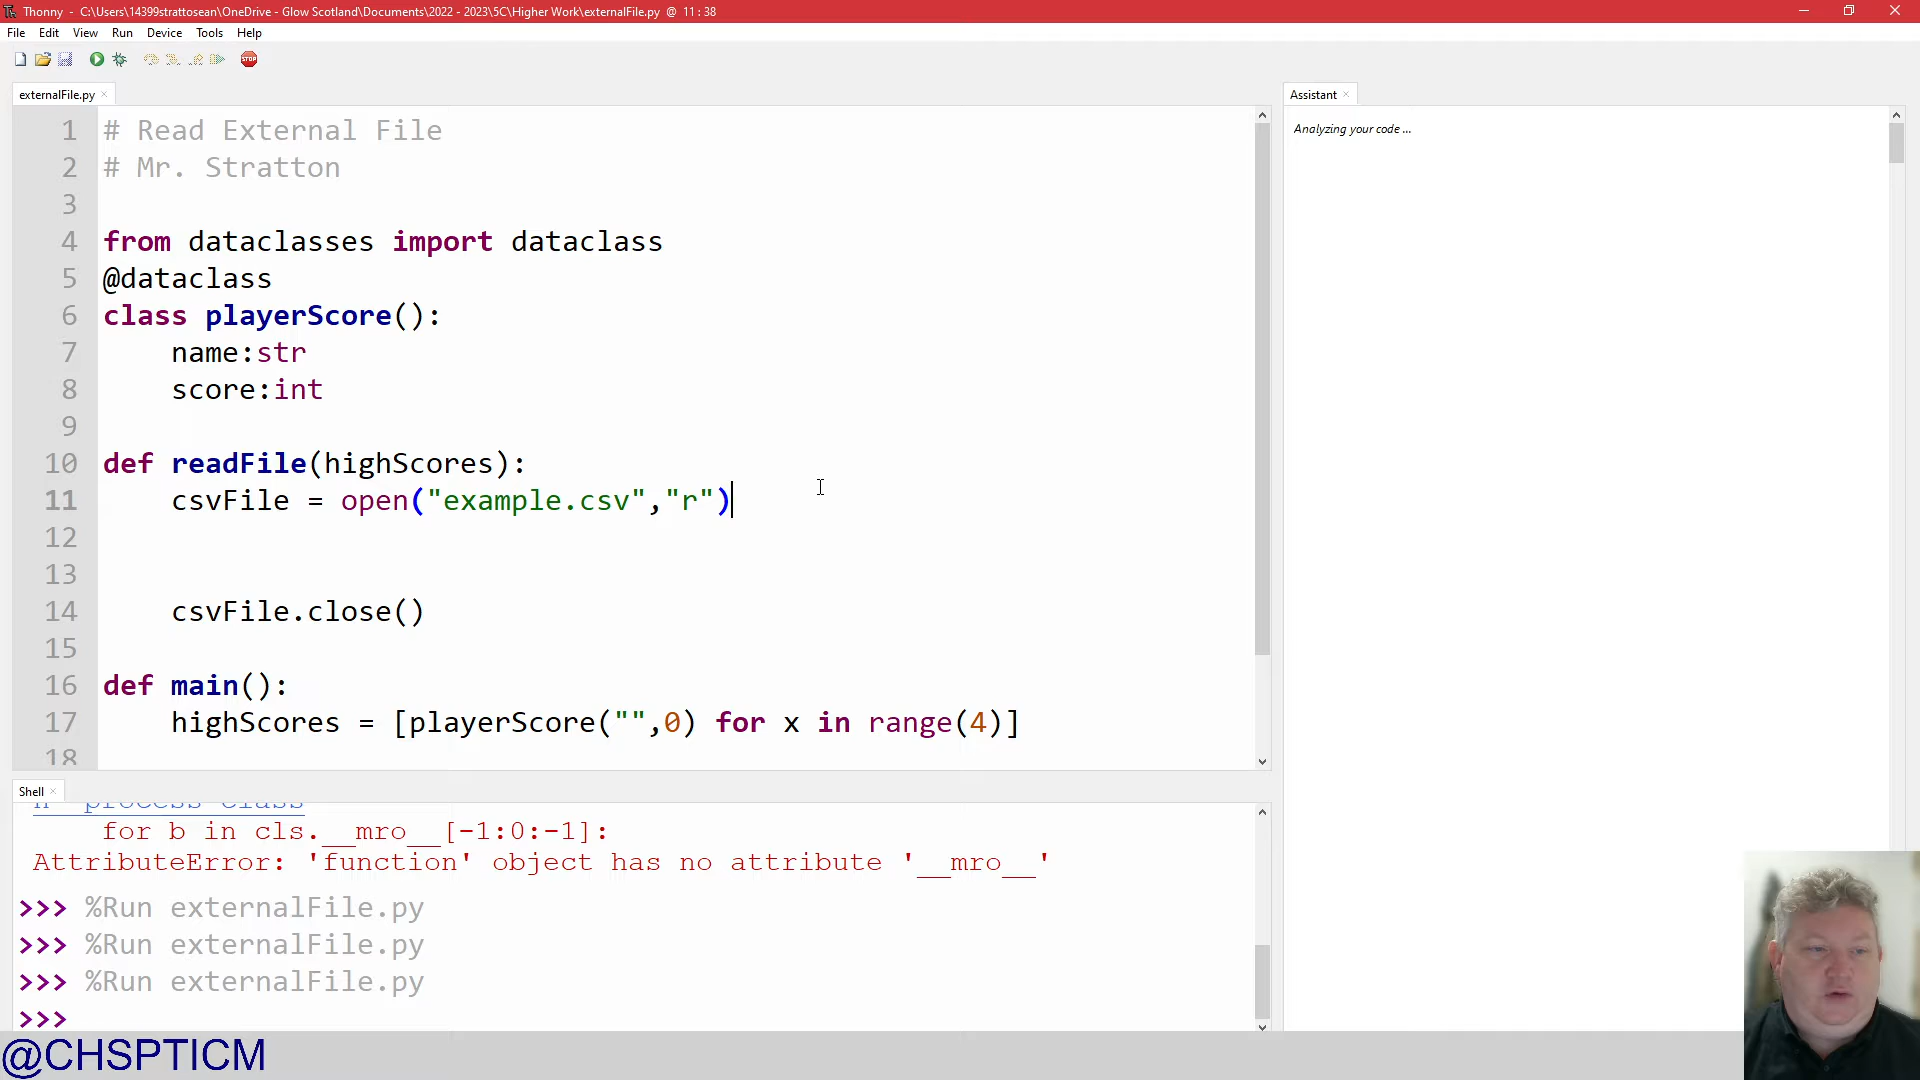 Thonny - C:\Users\14399strattosean\OneDrive - Glow Scotland\Documents\2022 - 2023\5C\Higher Work\externalFile.py @ 11 : 38
File Edit View Run Device Tools Help
STOP
externalFile.py ×
Assistant ×
Analyzing your code ...
1 # Read External File
2 # Mr. Stratton
3
4 from dataclasses import dataclass
5 @dataclass
6 class playerScore():
7 name:str
8 score:int
9
10 def readFile(highScores):
11 csvFile = open("example.csv","r")
12
13
14 csvFile.close()
15
16 def main():
17 highScores = [playerScore("",0) for x in range(4)]
18
Shell ×
process class
for b in cls.__mro__[-1:0:-1]:
AttributeError: 'function' object has no attribute '__mro__'
>>> %Run externalFile.py
>>> %Run externalFile.py
>>> %Run externalFile.py
>>>
@CHSPTICM